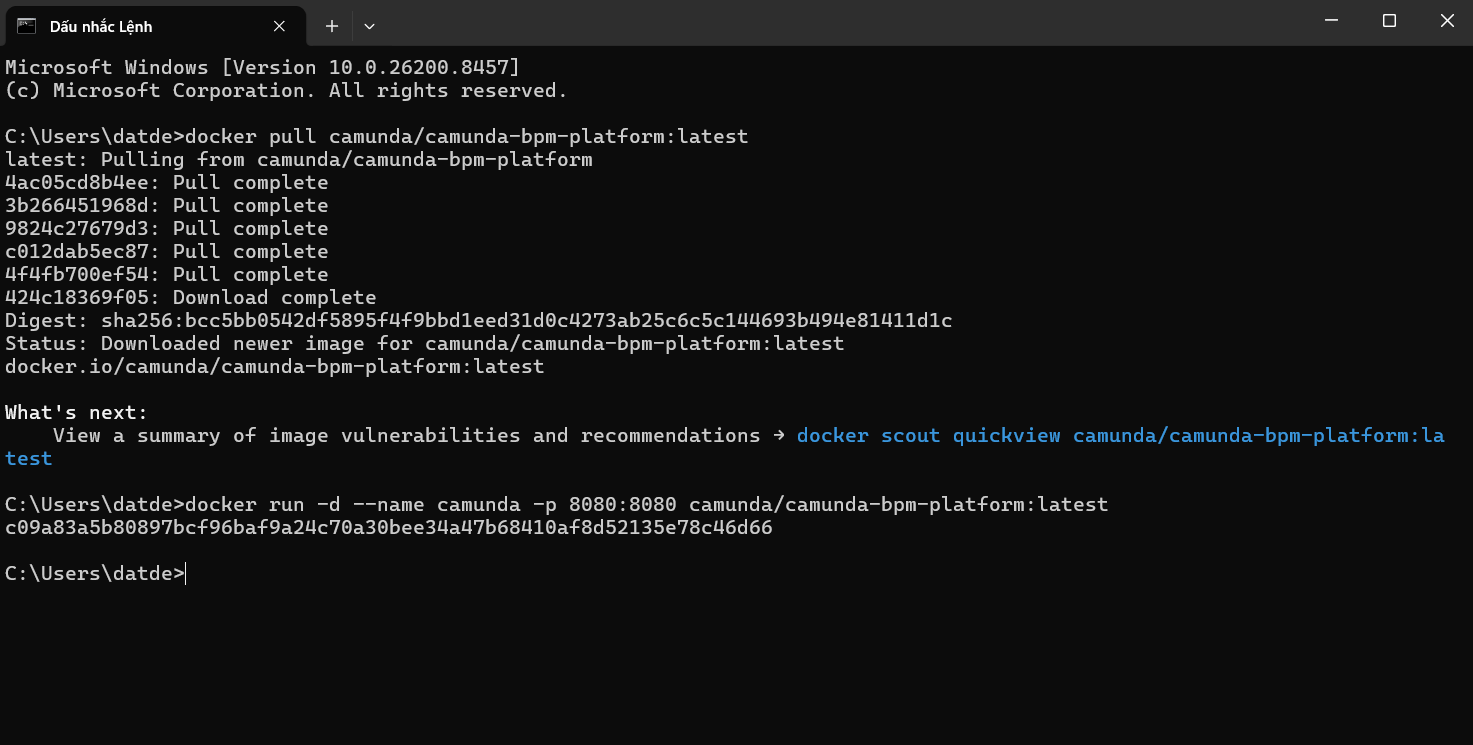 Dấu nhắc Lệnh
Microsoft Windows [Version 10.0.26200.8457]
(c) Microsoft Corporation. All rights reserved.
C:\Users\datde>docker pull camunda/camunda-bpm-platform:latest
latest: Pulling from camunda/camunda-bpm-platform
4ac05cd8b4ee: Pull complete
3b266451968d: Pull complete
9824c27679d3: Pull complete
c012dab5ec87: Pull complete
4f4fb700ef54: Pull complete
424c18369f05: Download complete
Digest: sha256:bcc5bb0542df5895f4f9bbd1eed31d0c4273ab25c6c5c144693b494e81411d1c
Status: Downloaded newer image for camunda/camunda-bpm-platform:latest
docker.io/camunda/camunda-bpm-platform:latest
What's next:
    View a summary of image vulnerabilities and recommendations → docker scout quickview camunda/camunda-bpm-platform:la
test
C:\Users\datde>docker run -d --name camunda -p 8080:8080 camunda/camunda-bpm-platform:latest
c09a83a5b80897bcf96baf9a24c70a30bee34a47b68410af8d52135e78c46d66
C:\Users\datde>